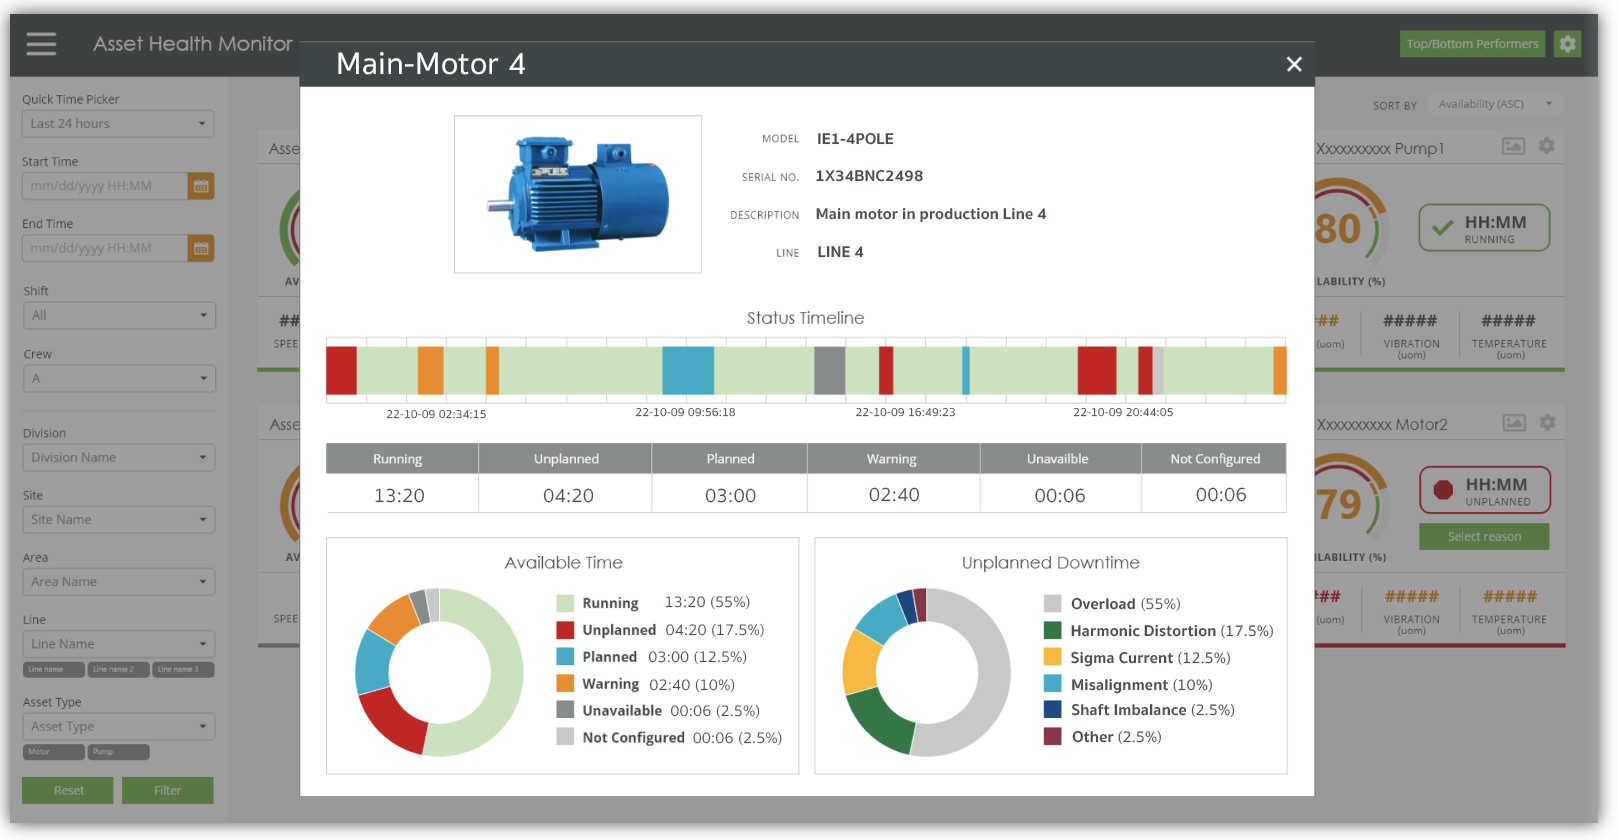 Asset Health Monitor
Top/Bottom Performers
Main-Motor 4
Quick Time Picker
Last 24 hours
Start Time
mm/dd/yyyy HH:MM
End Time
mm/dd/yyyy HH:MM
Shift
All
Crew
A
Division
Division Name
Site
Site Name
Area
Area Name
Line
Line Name
Line name
Line name 2
Line name 3
Asset Type
Asset Type
Motor
Pump
Reset
Filter
Asse
AV
##
SPEE
Asse
AV
SPEE
MODEL IE1-4POLE
SERIAL NO. 1X34BNC2498
DESCRIPTION Main motor in production Line 4
LINE LINE 4
Status Timeline
22-10-09 02:34:15
22-10-09 09:56:18
22-10-09 16:49:23
22-10-09 20:44:05
Running Unplanned Planned Warning Unavailble Not Configured
13:20 04:20 03:00 02:40 00:06 00:06
Available Time
Running 13:20 (55%)
Unplanned 04:20 (17.5%)
Planned 03:00 (12.5%)
Warning 02:40 (10%)
Unavailable 00:06 (2.5%)
Not Configured 00:06 (2.5%)
Unplanned Downtime
Overload (55%)
Harmonic Distortion (17.5%)
Sigma Current (12.5%)
Misalignment (10%)
Shaft Imbalance (2.5%)
Other (2.5%)
SORT BY Availability (ASC)
Xxxxxxxxxx Pump1
80
HH:MM
RUNNING
LABILITY (%)
## ##### #####
(uom) VIBRATION TEMPERATURE
(uom) (uom)
Xxxxxxxxxx Motor2
79
HH:MM
UNPLANNED
Select reason
ILABILITY (%)
## ##### #####
(uom) VIBRATION TEMPERATURE
(uom) (uom)